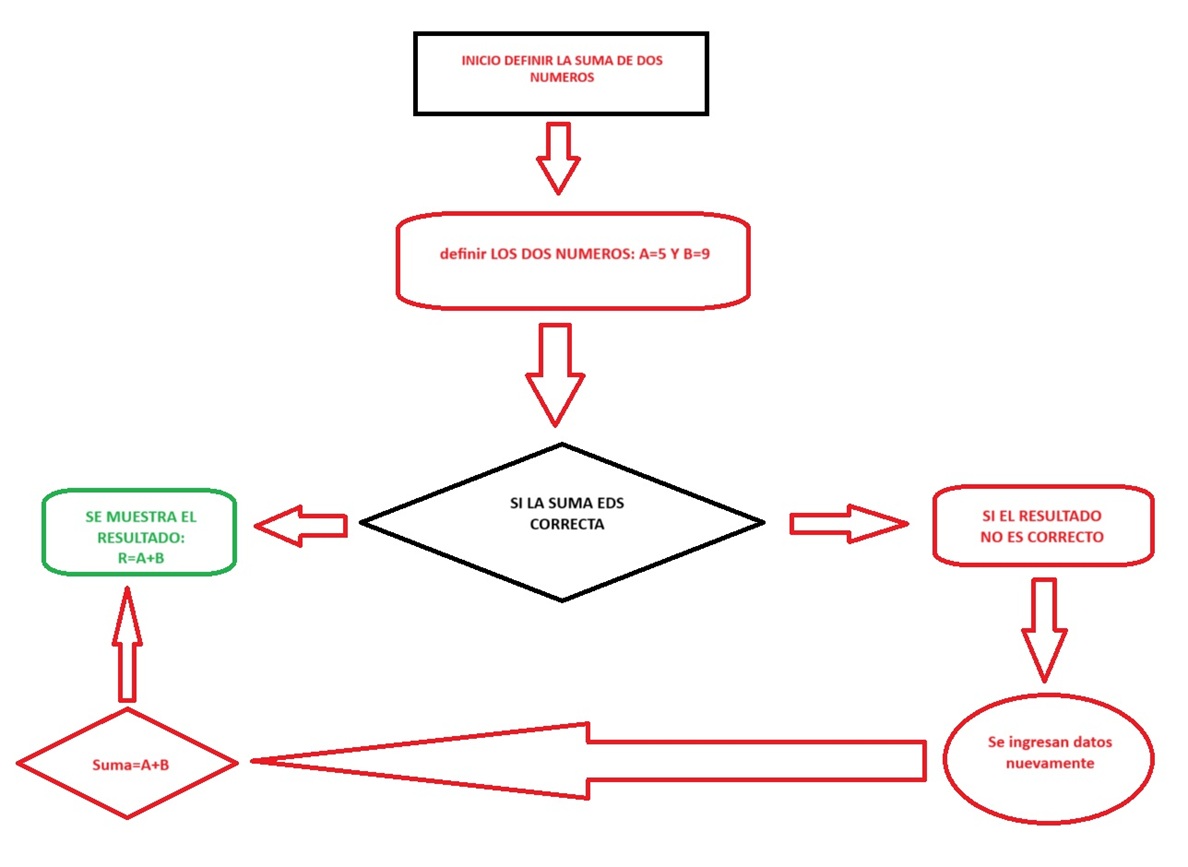 INICIO DEFINIR LA SUMA DE DOS
NUMEROS
definir LOS DOS NUMEROS: A=5 Y B=9
SI LA SUMA EDS
CORRECTA
SE MUESTRA EL
RESULTADO:
R=A+B
SI EL RESULTADO
NO ES CORRECTO
Se ingresan datos
nuevamente
Suma=A+B